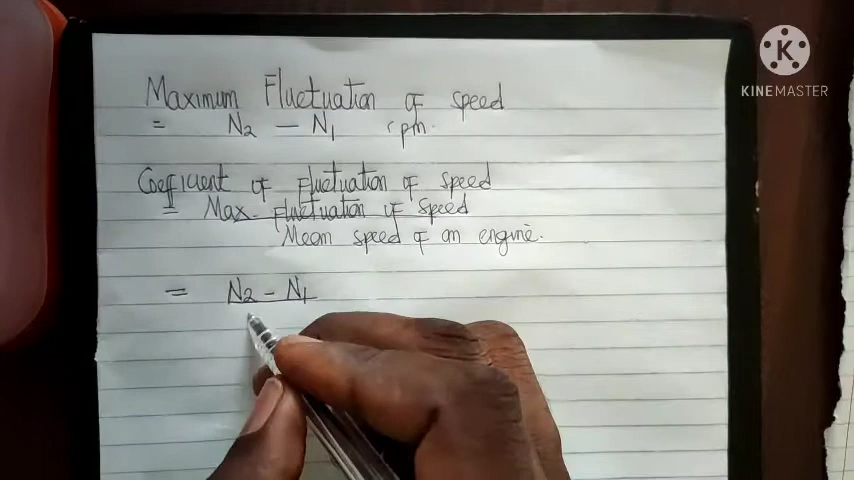 Maximum Fluctuation of speed
= N2 - N1 rpm.
Coefficient of Fluctuation of speed
= Max. Fluctuation of speed
Mean speed of an engine.
= N2 - N1
KINEMASTER